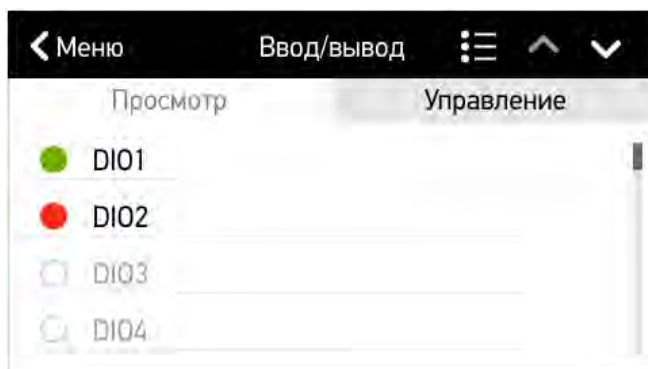 Меню Ввод/вывод
Просмотр Управление
DIO1
DIO2
DIO3
DIO4